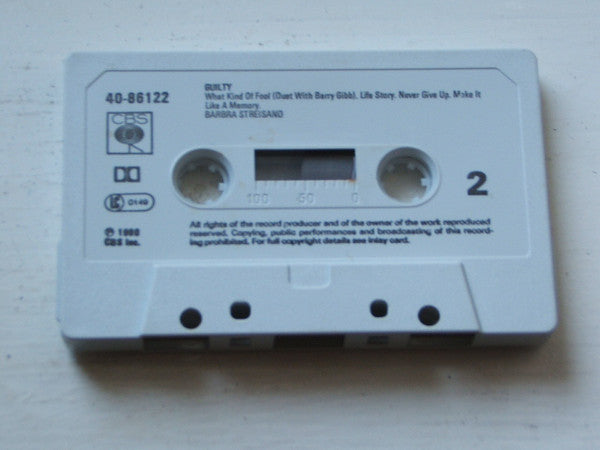 GUILTY
40-86122
What Kind Of Fool (Duet With Barry Gibb). Life Story. Never Give Up. Make It
Like A Memory.
BARBRA STREISAND
CBS
0149
2
100 50 0
All rights of the record producer and of the owner of the work reproduced
reserved. Copying, public performances and broadcasting of this record-
ing prohibited. For full copyright details see inlay card.
℗ 1980
CBS Inc.